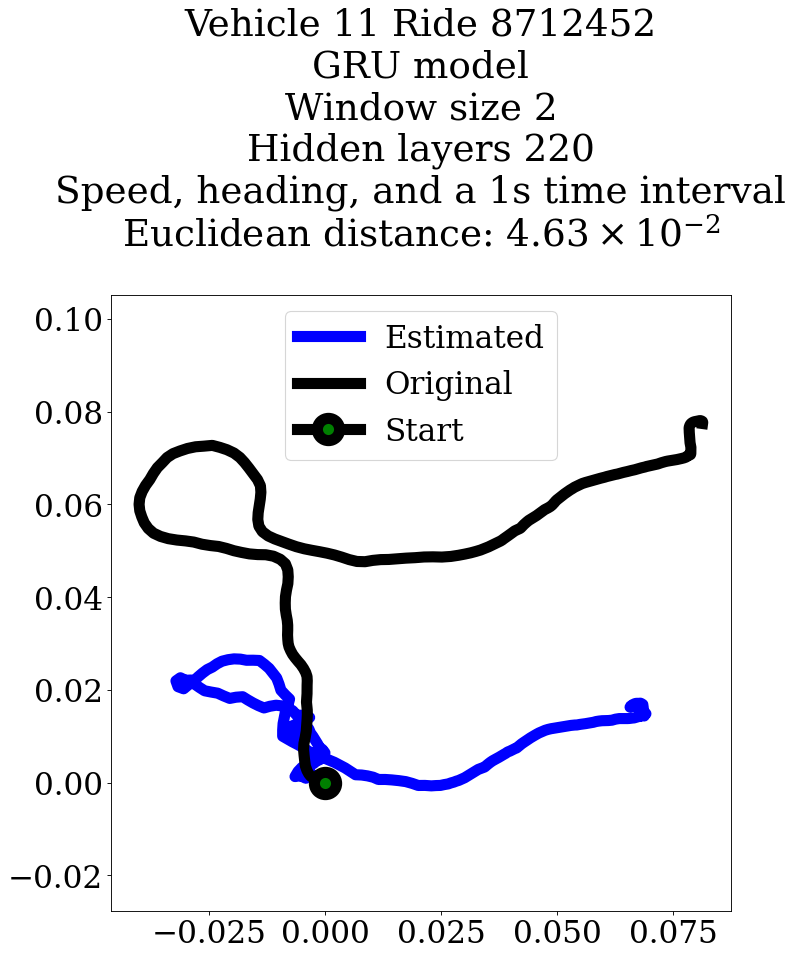 Vehicle 11 Ride 8712452
GRU model
Window size 2
Hidden layers 220
Speed, heading, and a 1s time interval
Euclidean distance: 4.63 × 10⁻²
Estimated
Original
Start
0.10
0.08
0.06
0.04
0.02
0.00
−0.02
−0.025 0.000 0.025 0.050 0.075